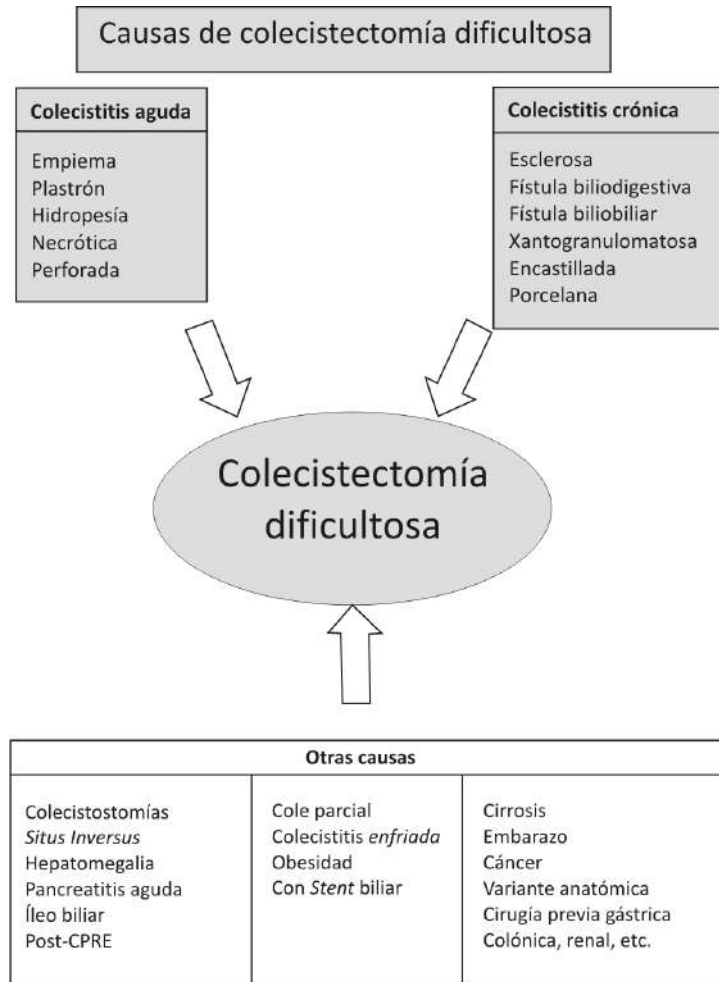 Causas de colecistectomía dificultosa
Colecistitis aguda
Empiema
Plastrón
Hidropesía
Necrótica
Perforada
Colecistitis crónica
Esclerosa
Fístula biliodigestiva
Fístula biliobiliar
Xantogranulomatosa
Encastillada
Porcelana
Colecistectomía
dificultosa
Otras causas
Colecistostomías
Situs Inversus
Hepatomegalia
Pancreatitis aguda
Íleo biliar
Post-CPRE
Cole parcial
Colecistitis enfriada
Obesidad
Con Stent biliar
Cirrosis
Embarazo
Cáncer
Variante anatómica
Cirugía previa gástrica
Colónica, renal, etc.